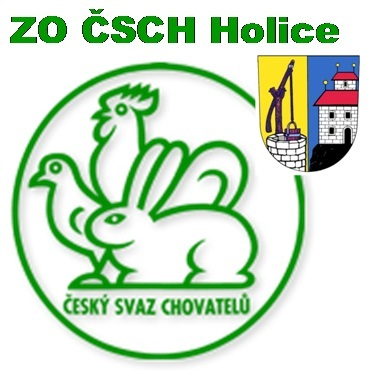 ZO ČSCH Holice
ČESKÝ SVAZ CHOVATELŮ